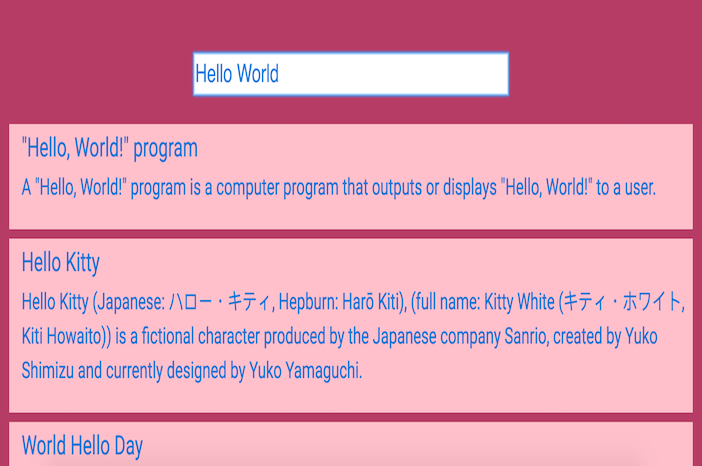 Hello World
"Hello, World!" program
A "Hello, World!" program is a computer program that outputs or displays "Hello, World!" to a user.
Hello Kitty
Hello Kitty (Japanese: ハロー・キティ, Hepburn: Harō Kiti), (full name: Kitty White (キティ・ホワイト,
Kiti Howaito)) is a fictional character produced by the Japanese company Sanrio, created by Yuko
Shimizu and currently designed by Yuko Yamaguchi.
World Hello Day